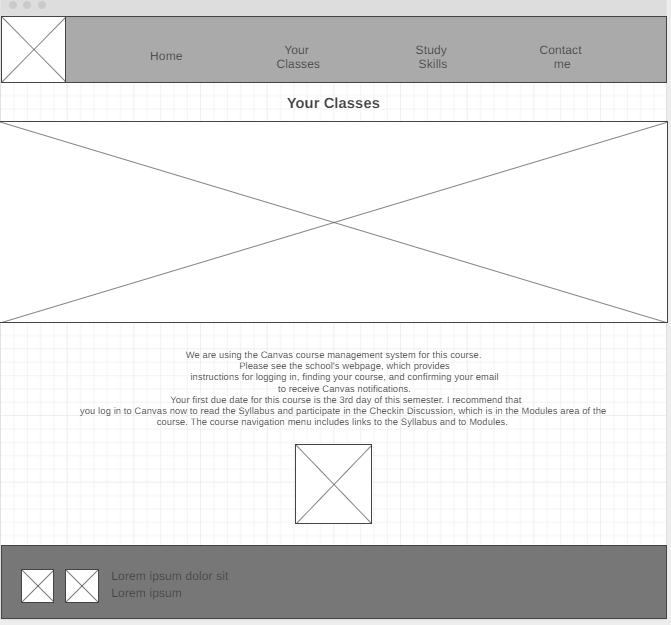 Home
Your
Classes
Study
Skills
Contact
me
Your Classes
We are using the Canvas course management system for this course.
Please see the school's webpage, which provides
instructions for logging in, finding your course, and confirming your email
to receive Canvas notifications.
Your first due date for this course is the 3rd day of this semester. I recommend that
you log in to Canvas now to read the Syllabus and participate in the Checkin Discussion, which is in the Modules area of the
course. The course navigation menu includes links to the Syllabus and to Modules.
Lorem ipsum dolor sit
Lorem ipsum